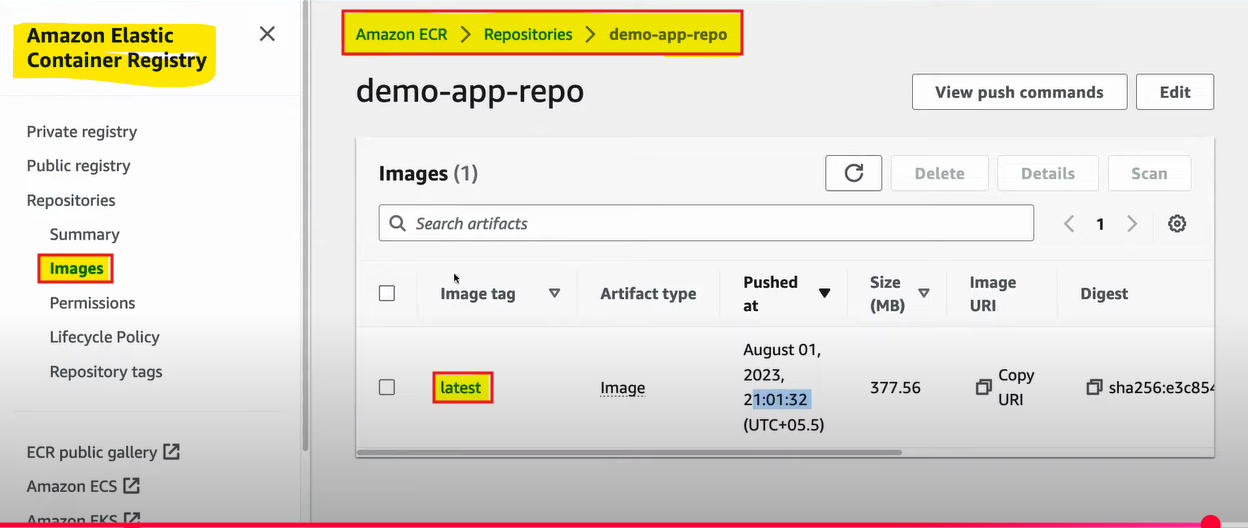 Amazon Elastic
Container Registry
Private registry
Public registry
Repositories
Summary
Images
Permissions
Lifecycle Policy
Repository tags
ECR public gallery
Amazon ECS
Amazon EKS
Amazon ECR > Repositories > demo-app-repo
demo-app-repo
View push commands
Edit
Images (1)
Delete
Details
Scan
Search artifacts
1
Image tag
Artifact type
Pushed
at
Size
(MB)
Image
URI
Digest
latest
Image
August 01,
2023,
21:01:32
(UTC+05.5)
377.56
Copy
URI
sha256:e3c854